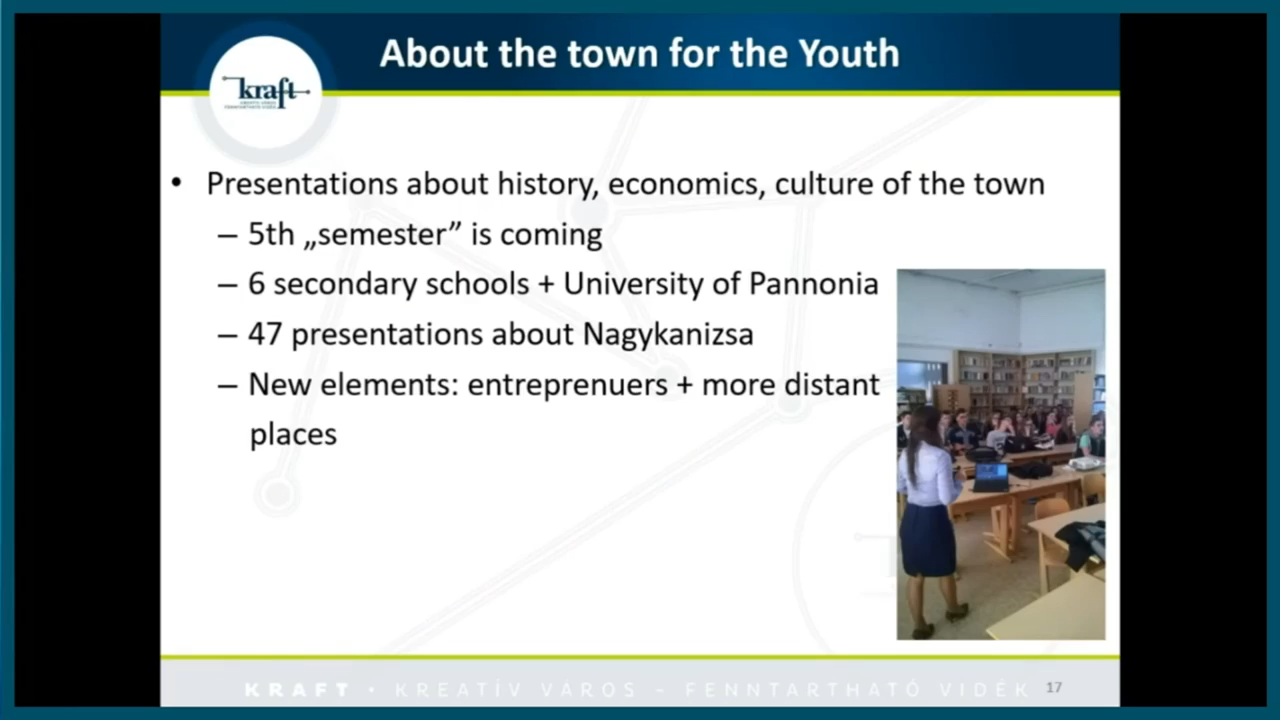 About the town for the Youth
kraft
• Presentations about history, economics, culture of the town
– 5th „semester” is coming
– 6 secondary schools + University of Pannonia
– 47 presentations about Nagykanizsa
– New elements: entreprenuers + more distant
places
KRAFT • KREATÍV VÁROS – FENNTARTHATÓ VIDÉK 17